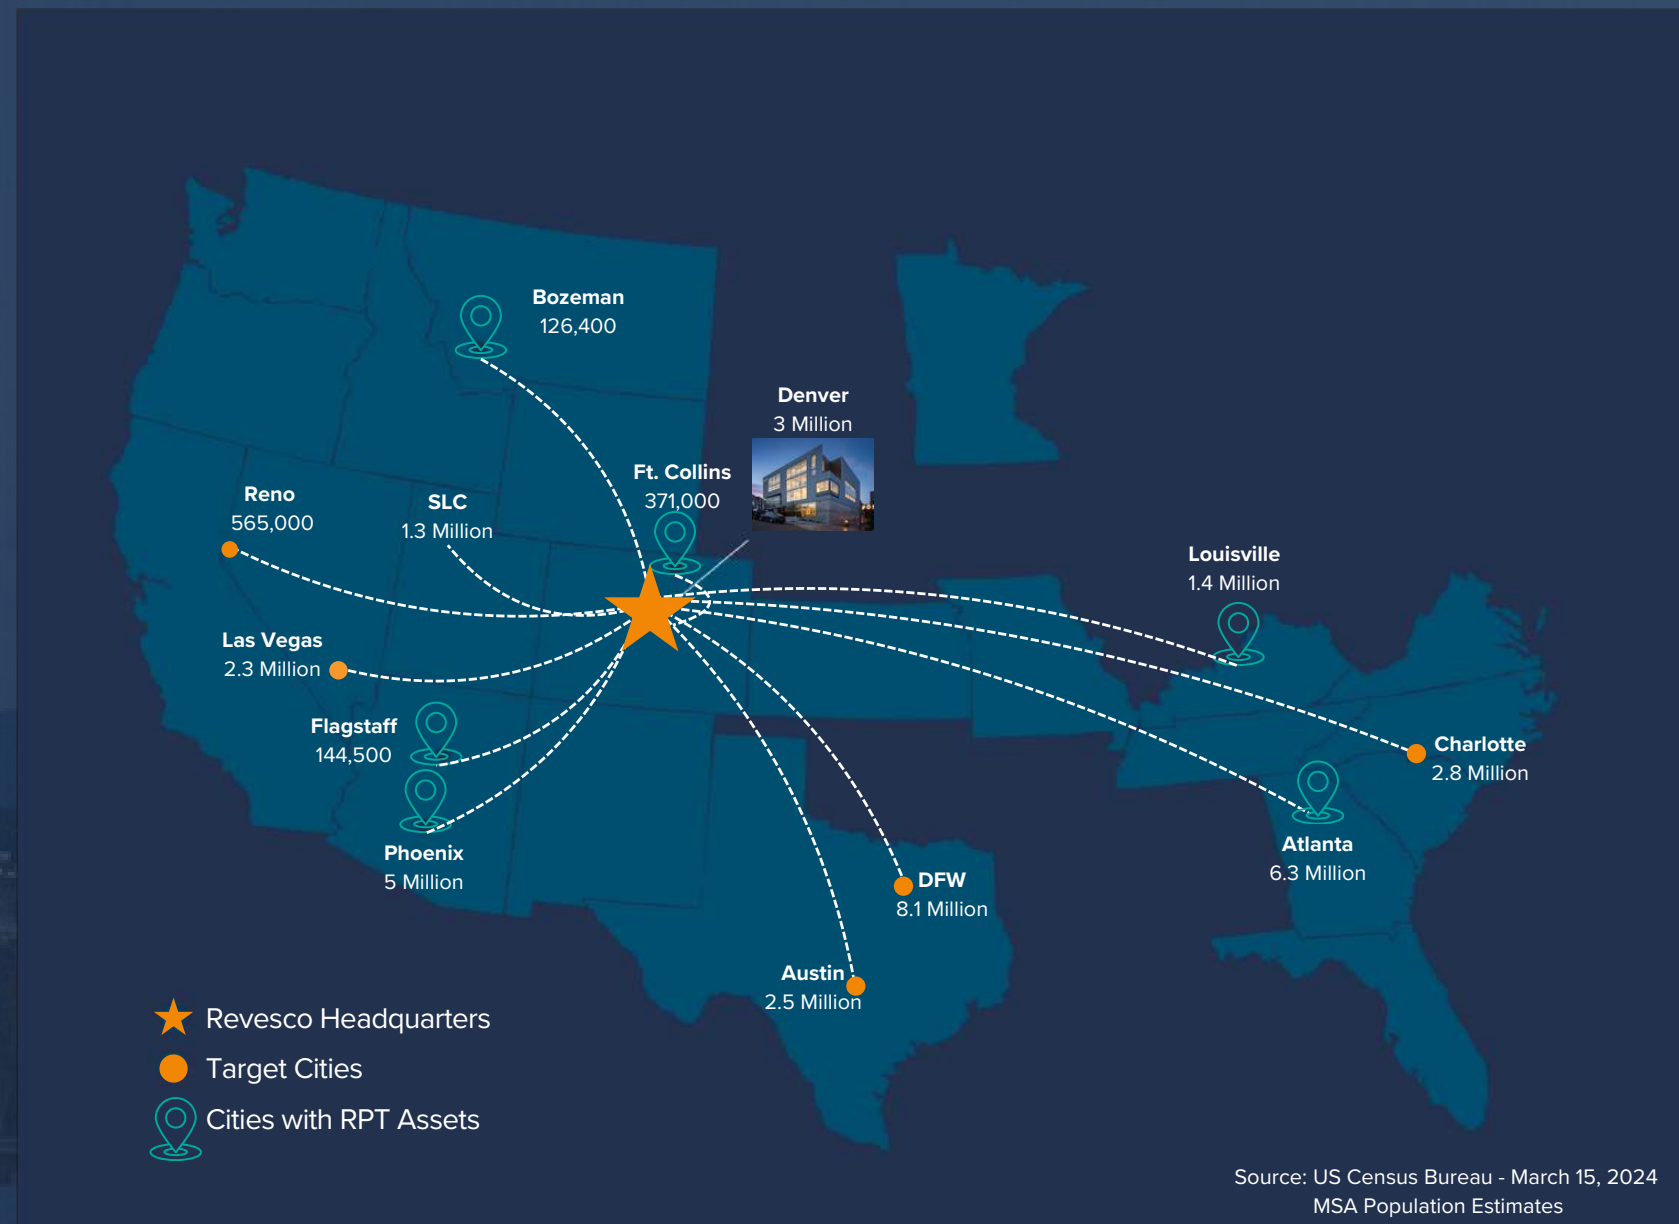 Bozeman
126,400
Denver
3 Million
Ft. Collins
371,000
Reno
565,000
SLC
1.3 Million
Louisville
1.4 Million
Las Vegas
2.3 Million
Flagstaff
144,500
Charlotte
2.8 Million
Phoenix
5 Million
Atlanta
6.3 Million
DFW
8.1 Million
Austin
2.5 Million
Revesco Headquarters
Target Cities
Cities with RPT Assets
Source: US Census Bureau - March 15, 2024
MSA Population Estimates